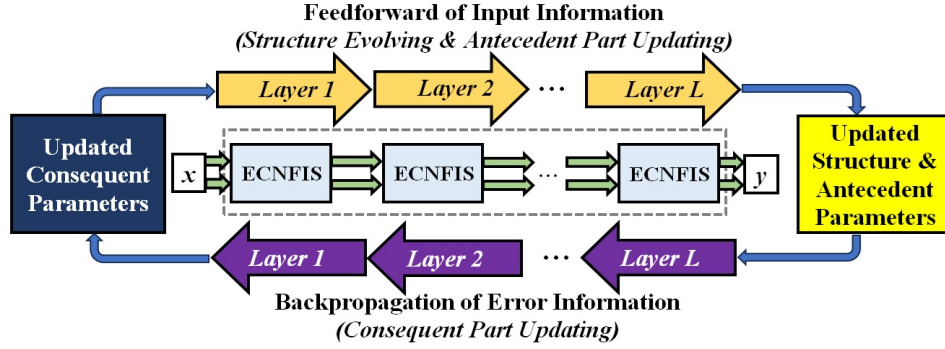 Feedforward of Input Information
(Structure Evolving & Antecedent Part Updating)
Layer 1 Layer 2 ... Layer L
Updated
Consequent
Parameters
x ECNFIS ECNFIS ... ECNFIS y
Updated
Structure &
Antecedent
Parameters
Layer 1 Layer 2 ... Layer L
Backpropagation of Error Information
(Consequent Part Updating)